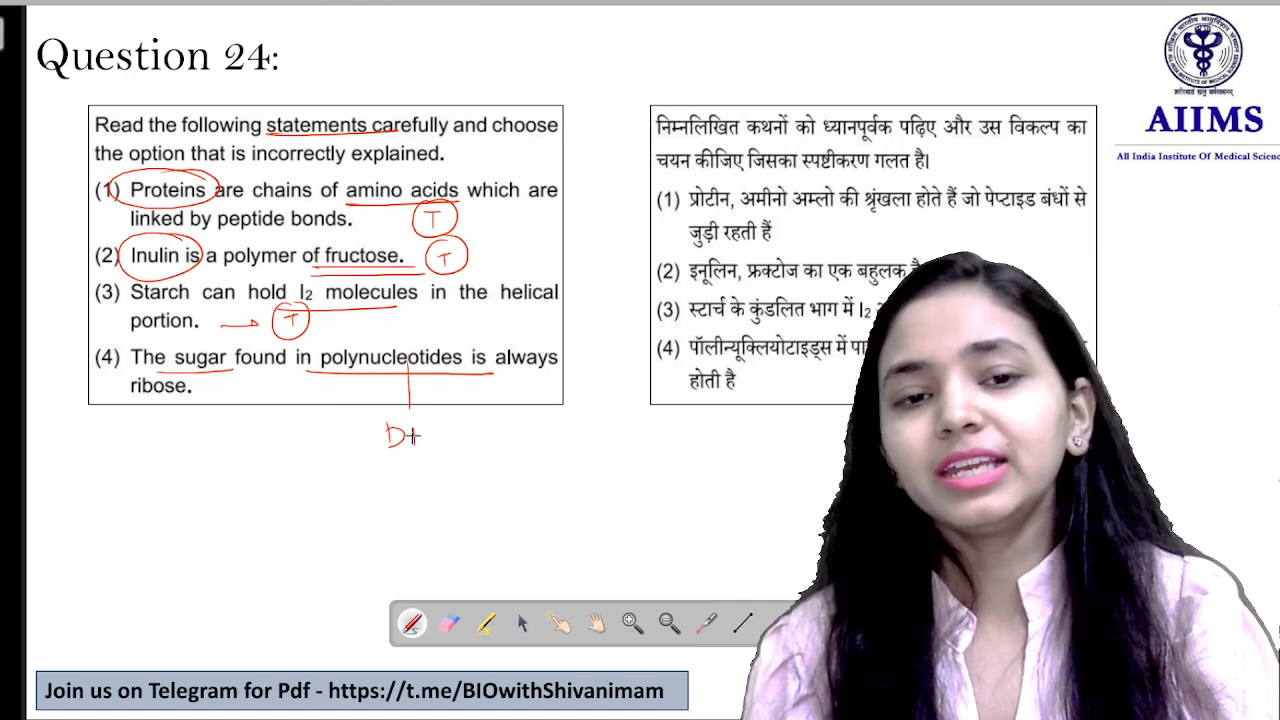 Question 24:
Read the following statements carefully and choose
the option that is incorrectly explained.
(1) Proteins are chains of amino acids which are
linked by peptide bonds.
T
(2) Inulin is a polymer of fructose.
T
(3) Starch can hold I₂ molecules in the helical
portion.
T
(4) The sugar found in polynucleotides is always
ribose.
D
निम्नलिखित कथनों को ध्यानपूर्वक पढ़िए और उस विकल्प का
चयन कीजिए जिसका स्पष्टीकरण गलत है।
(1) प्रोटीन, अमीनो अम्लो की श्रृंखला होते हैं जो पेप्टाइड बंधों से
जुड़ी रहती हैं
(2) इनूलिन, फ्रक्टोज का एक बहुलक है
(3) स्टार्च के कुंडलित भाग में I₂
(4) पॉलीन्यूक्लियोटाइड्स में
होती है
AIIMS
All India Institute Of Medical
Join us on Telegram for Pdf - https://t.me/BIOwithShivanimam